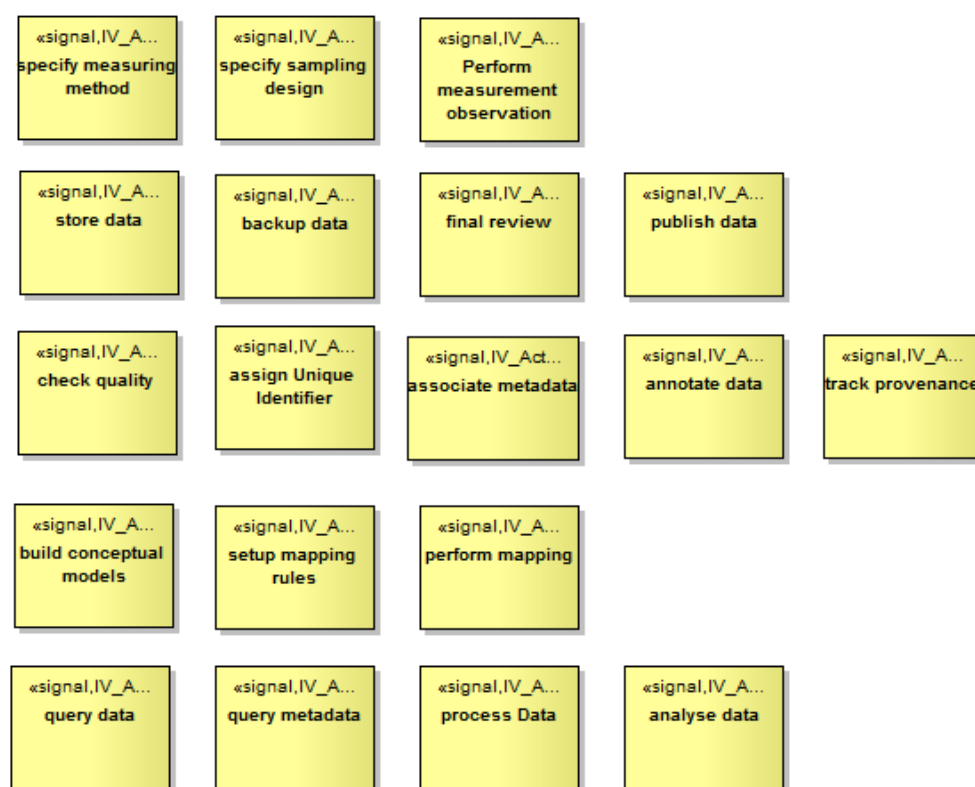 «signal,IV_A...
specify measuring
method
«signal,IV_A...
specify sampling
design
«signal,IV_A...
Perform
measurement
observation
«signal,IV_A...
store data
«signal,IV_A...
backup data
«signal,IV_A...
final review
«signal,IV_A...
publish data
«signal,IV_A...
check quality
«signal,IV_A...
assign Unique
Identifier
«signal,IV_Act...
associate metadata
«signal,IV_A...
annotate data
«signal,IV_A...
track provenance
«signal,IV_A...
build conceptual
models
«signal,IV_A...
setup mapping
rules
«signal,IV_A...
perform mapping
«signal,IV_A...
query data
«signal,IV_A...
query metadata
«signal,IV_A...
process Data
«signal,IV_A...
analyse data